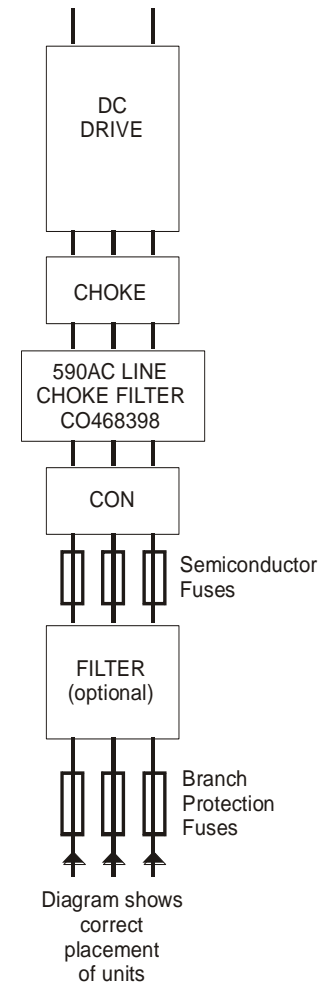 DC
DRIVE
CHOKE
590AC LINE
CHOKE FILTER
CO468398
CON
Semiconductor
Fuses
FILTER
(optional)
Branch
Protection
Fuses
Diagram shows
correct
placement
of units